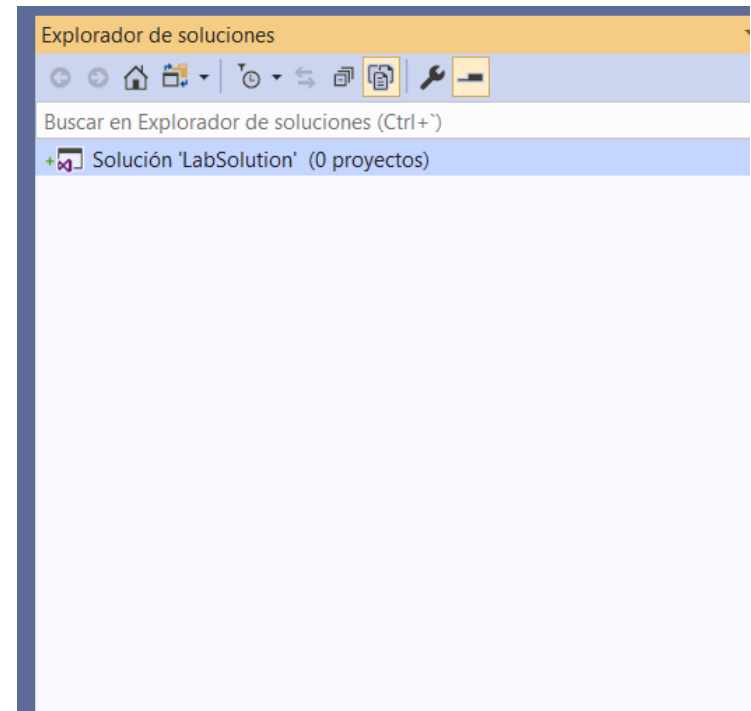 Explorador de soluciones
Buscar en Explorador de soluciones (Ctrl+`)
Solución 'LabSolution' (0 proyectos)